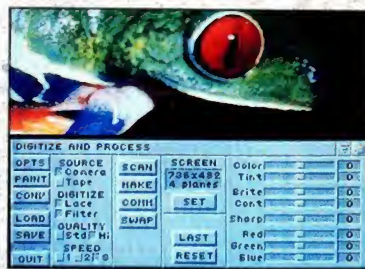 DIGITIZE AND PROCESS
OPTS
PAINT
CONV
LOAD
SAVE
QUIT
SOURCE
Camera
Tape
DIGITIZE
Lace
Filter
QUALITY
Std Hi
SPEED
1 2
SCAN
MAKE
COMM
SWAP
SCREEN
736x482
4 planes
SET
LAST
RESET
Color 0
Tint 0
Brite 0
Cont 0
Sharp 0
Red 0
Green 0
Blue 0